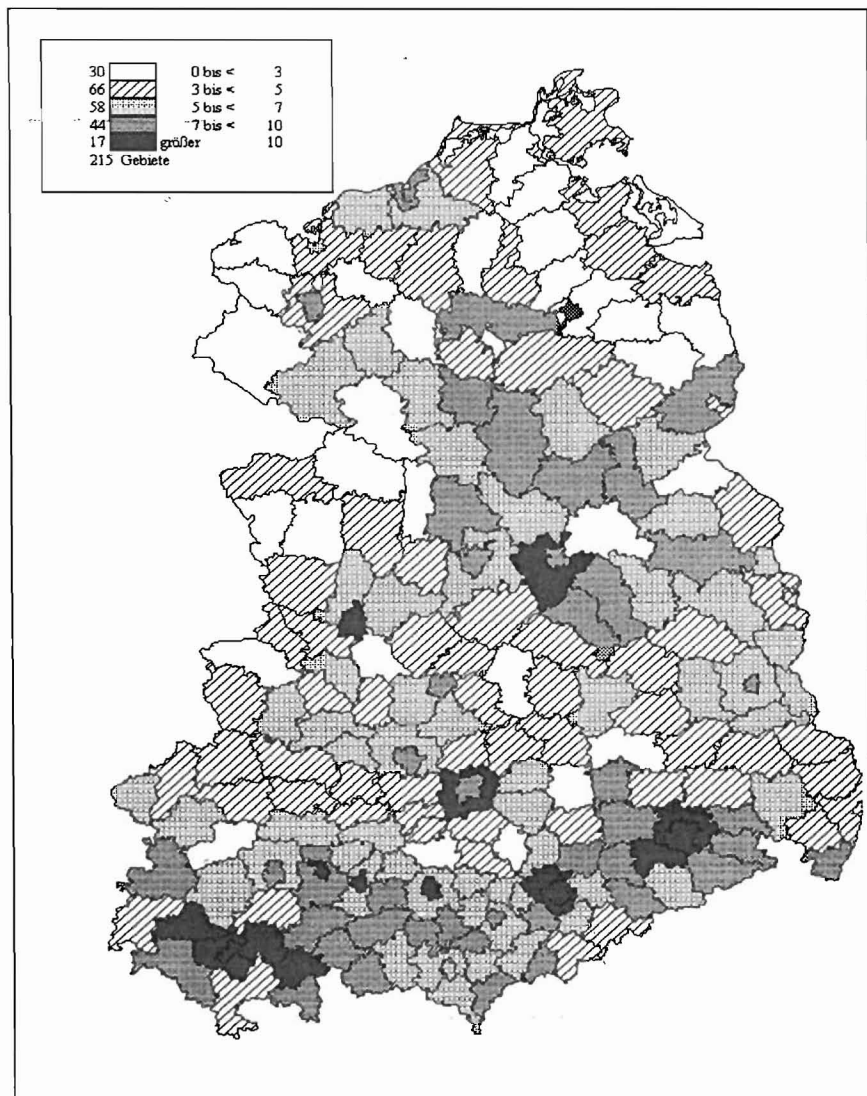 30 0 bis < 3
66 3 bis < 5
58 5 bis < 7
44 7 bis < 10
17 größer 10
215 Gebiete